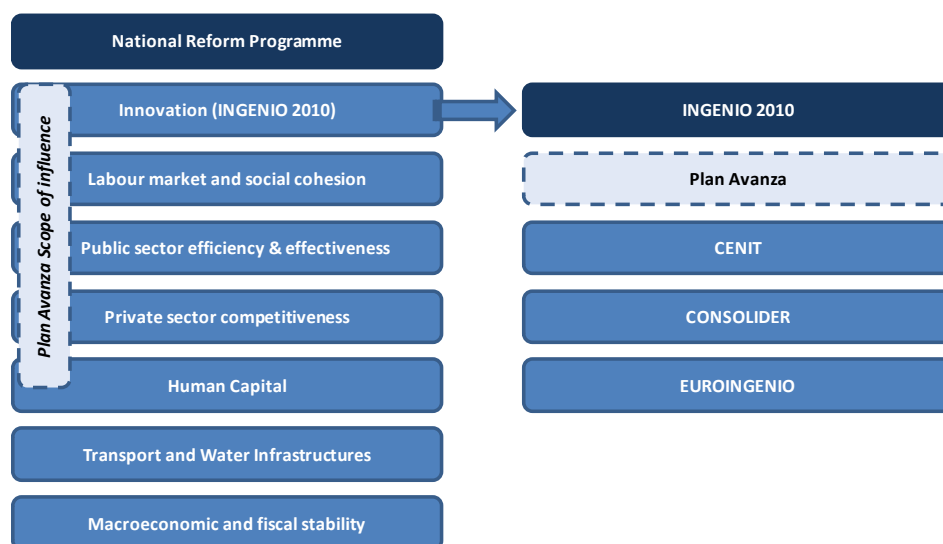 National Reform Programme
Innovation (INGENIO 2010)
Labour market and social cohesion
Public sector efficiency & effectiveness
Private sector competitiveness
Human Capital
Transport and Water Infrastructures
Macroeconomic and fiscal stability
Plan Avanza Scope of influence
INGENIO 2010
Plan Avanza
CENIT
CONSOLIDER
EUROINGENIO